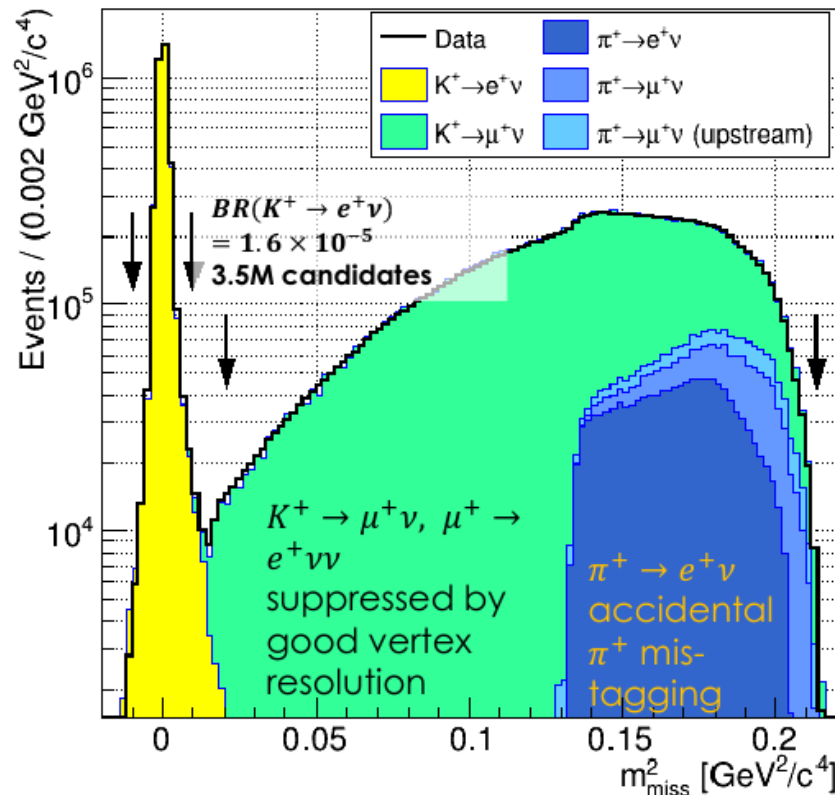 Data
K⁺→e⁺ν
K⁺→μ⁺ν
π⁺→e⁺ν
π⁺→μ⁺ν
π⁺→μ⁺ν (upstream)
Events / (0.002 GeV²/c⁴)
10⁶
10⁵
10⁴
BR(K⁺ → e⁺ν)
= 1.6 × 10⁻⁵
3.5M candidates
K⁺ → μ⁺ν, μ⁺ →
e⁺νν
suppressed by
good vertex
resolution
π⁺ → e⁺ν
accidental
π⁺ mis-
tagging
0 0.05 0.1 0.15 0.2
m²miss [GeV²/c⁴]